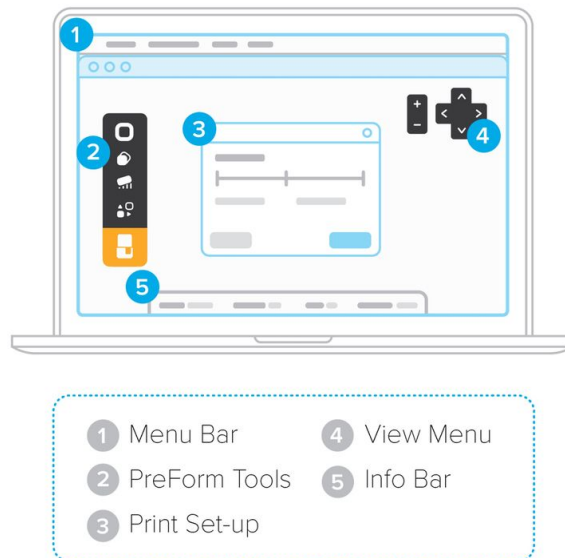 1
2
3
4
5
+
−
1 Menu Bar
2 PreForm Tools
3 Print Set-up
4 View Menu
5 Info Bar